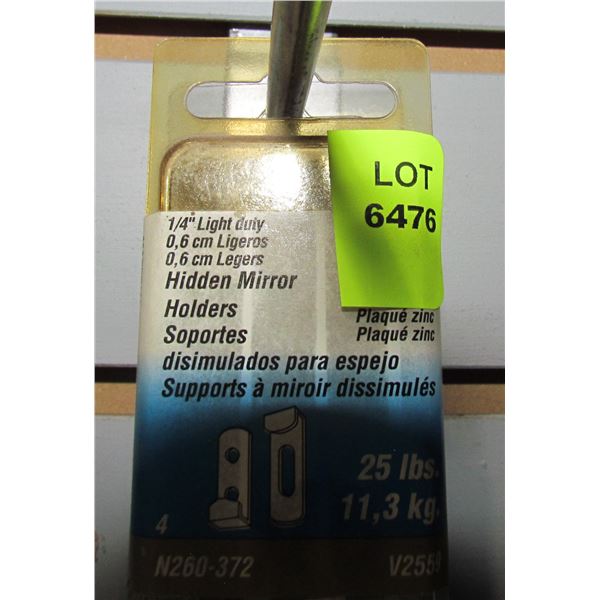 LOT
6476
1/4" Light duty
0,6 cm Ligeros
0,6 cm Legers
Hidden Mirror
Holders
Soportes
disimulados para espejo
Supports à miroir dissimulés
Plaqué zinc
Plaqué zinc
25 lbs.
11,3 kg.
4
N260-372
V2559